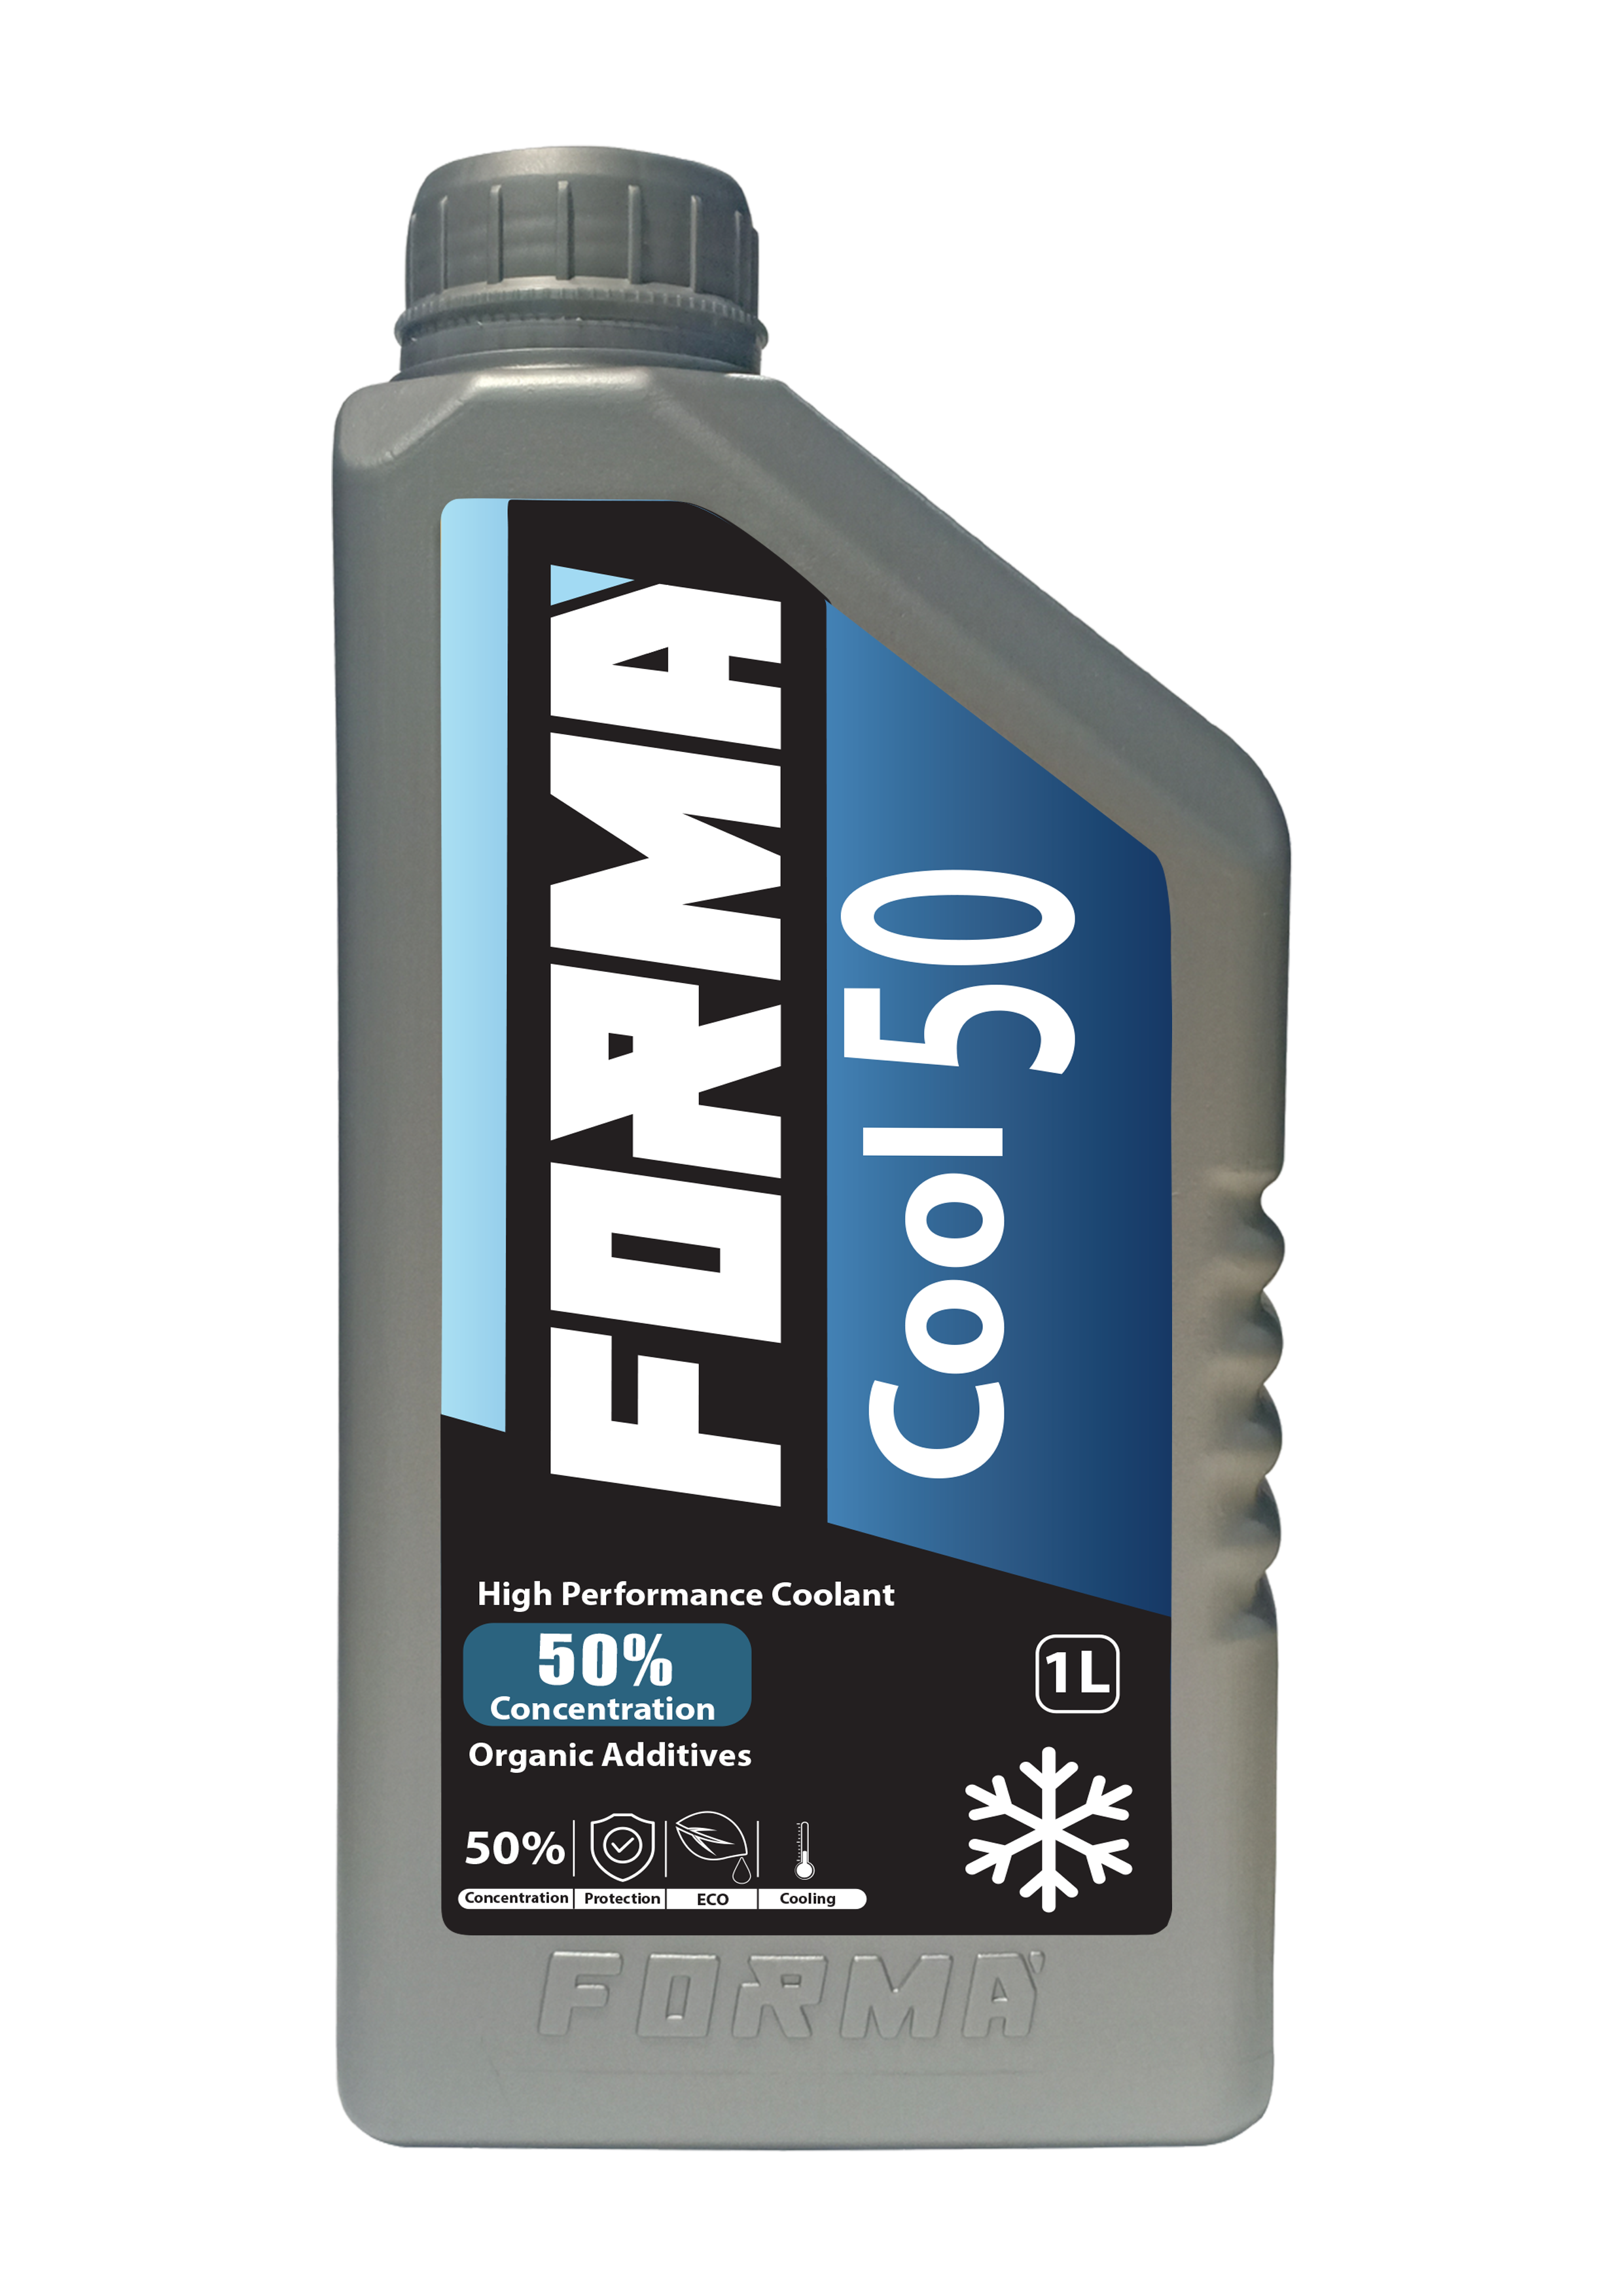 FORMA
Cool 50
High Performance Coolant
50%
Concentration
1L
Organic Additives
50%
Concentration Protection ECO Cooling
FORMA